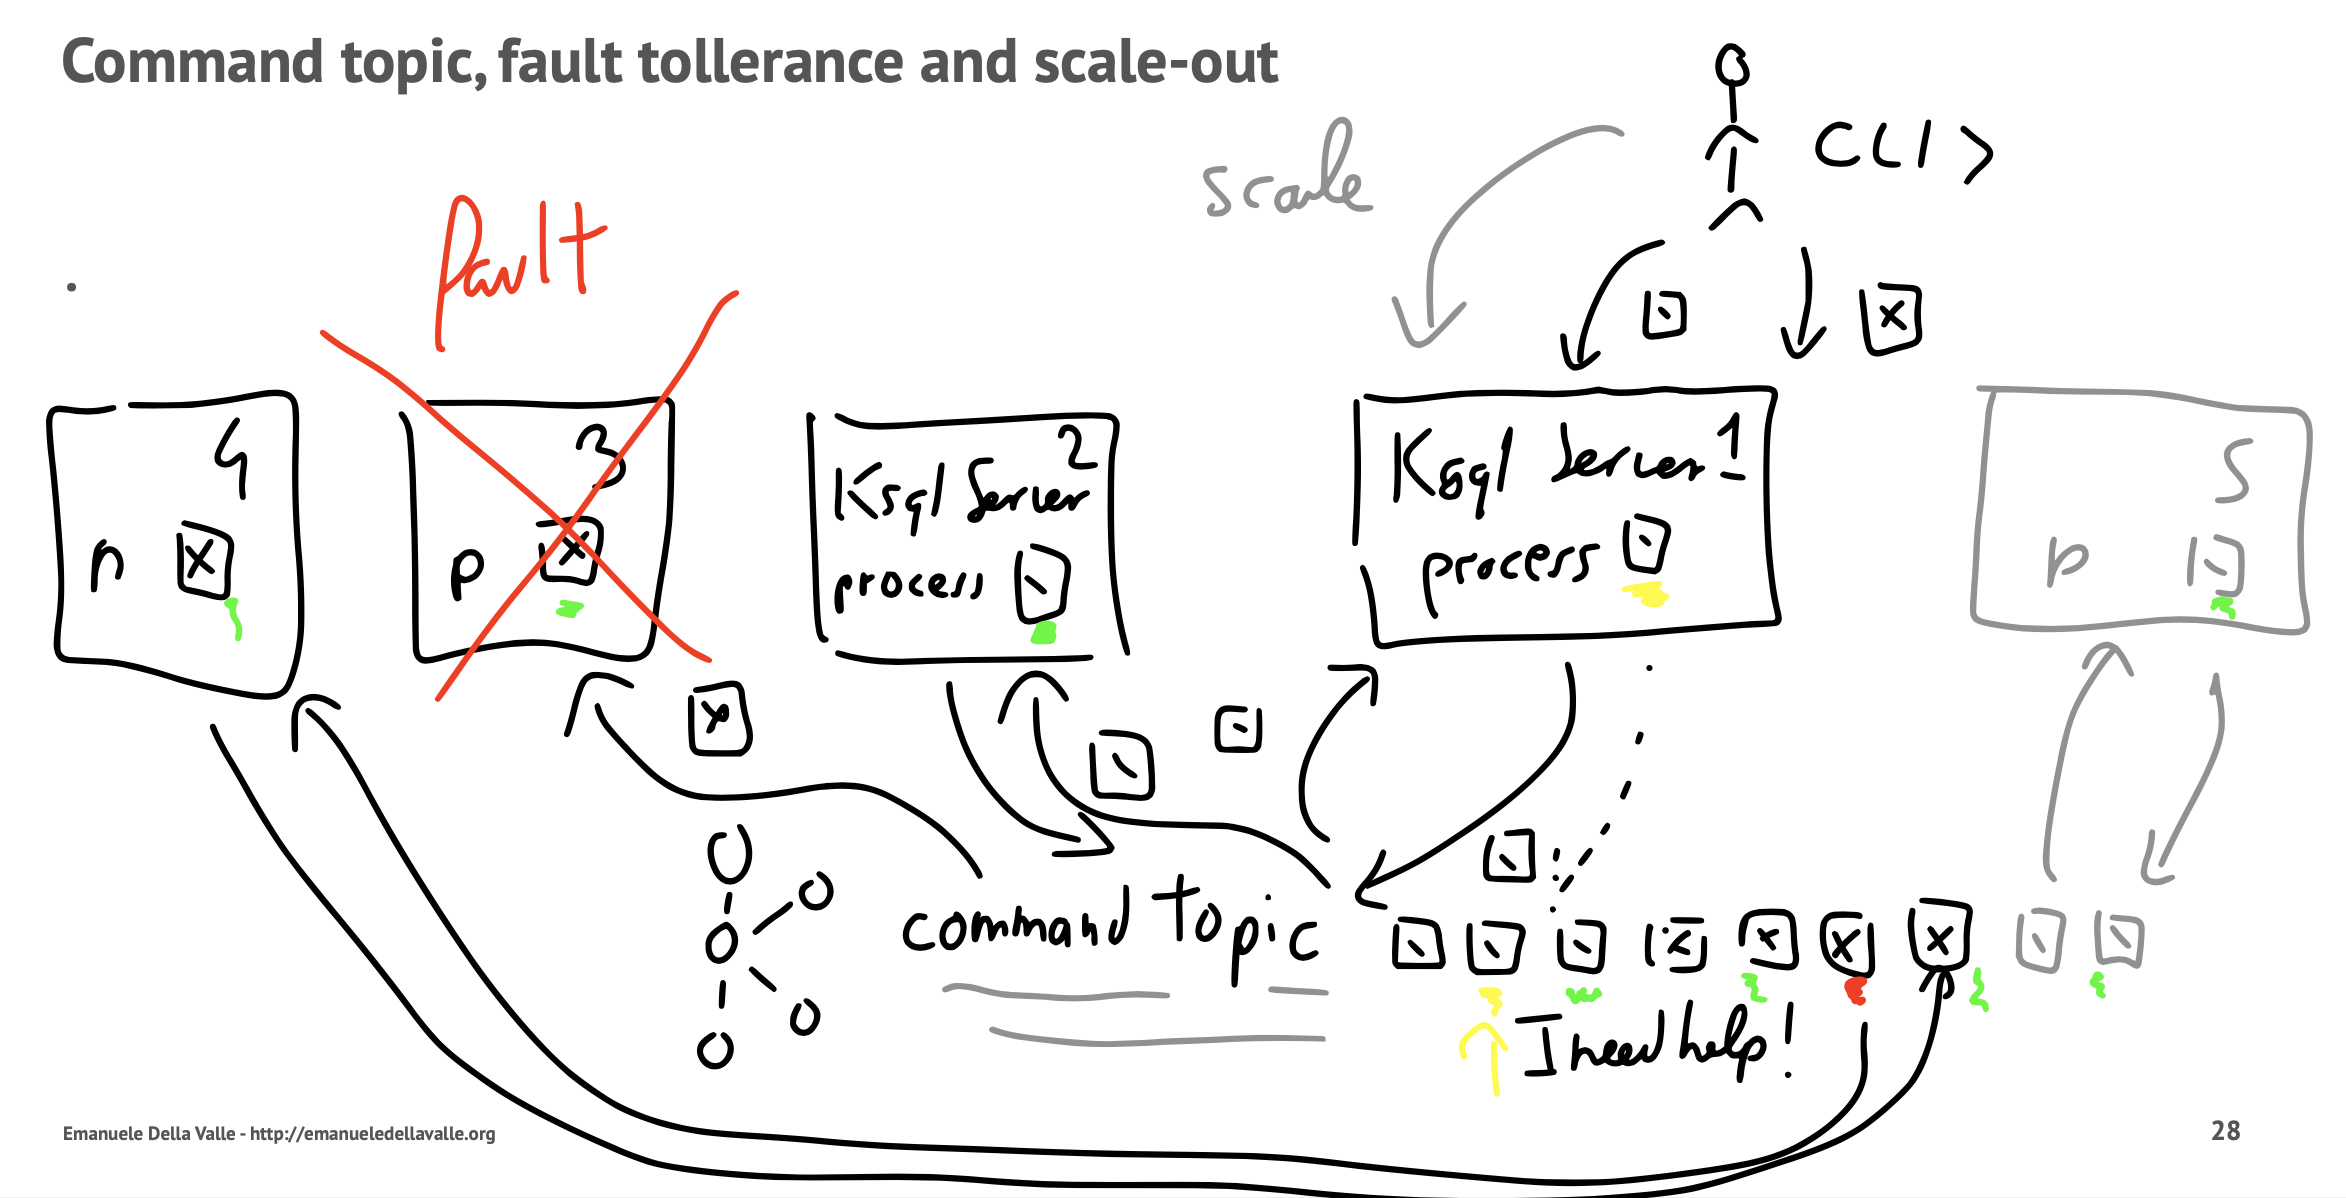 Command topic, fault tollerance and scale-out
CLI >
scale
fault
4
n
3
p
2
Ksql Server
process
1
Ksql Server
process
5
p
command topic
I need help!
Emanuele Della Valle - http://emanueledellavalle.org
28